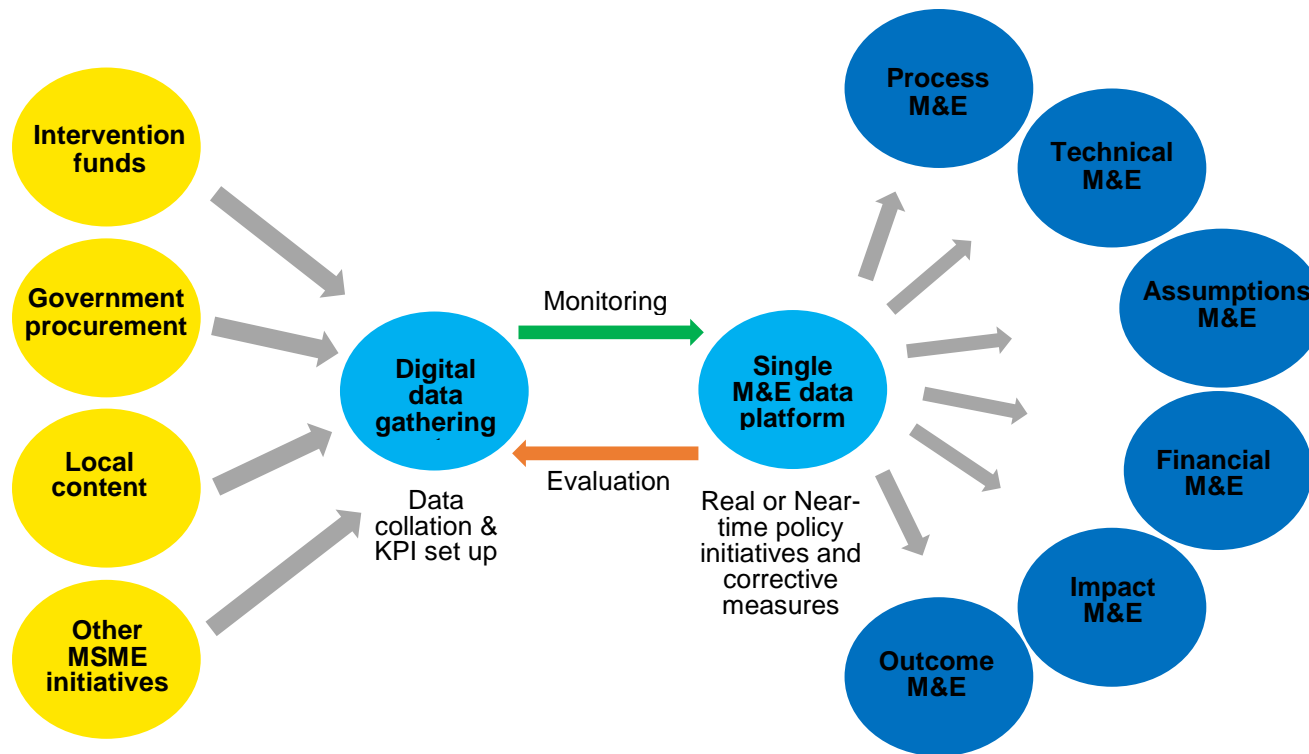 Intervention
funds
Government
procurement
Local
content
Other
MSME
initiatives
Digital
data
gathering
Data
collation &
KPI set up
Monitoring
Evaluation
Single
M&E data
platform
Real or Near-
time policy
initiatives and
corrective
measures
Process
M&E
Technical
M&E
Assumptions
M&E
Financial
M&E
Impact
M&E
Outcome
M&E